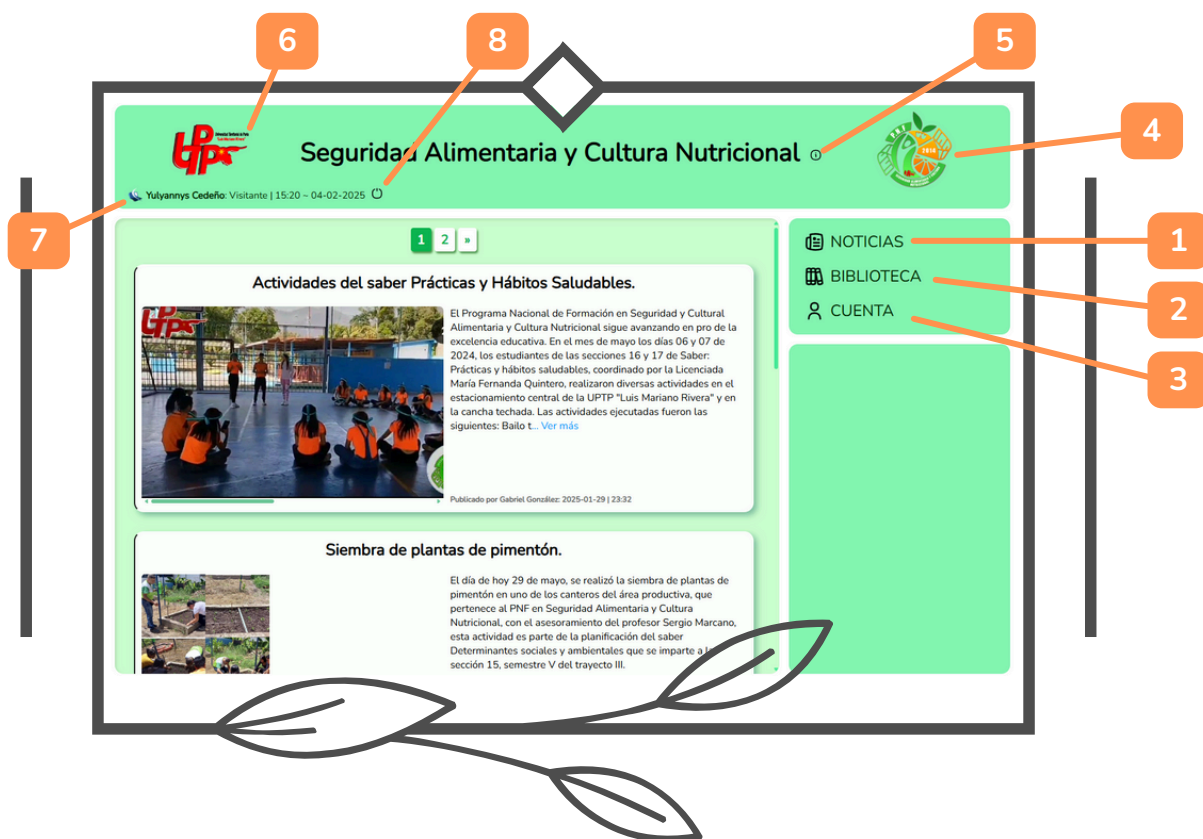 6
8
5
4
7
1
2
3
UPTP
Seguridad Alimentaria y Cultura Nutricional
P.N.F
2014
Yulyannys Cedeño: Visitante | 15:20 ~ 04-02-2025
1 2 »
NOTICIAS
BIBLIOTECA
CUENTA
Actividades del saber Prácticas y Hábitos Saludables.
UPTP
El Programa Nacional de Formación en Seguridad y Cultural
Alimentaria y Cultura Nutricional sigue avanzando en pro de la
excelencia educativa. En el mes de mayo los días 06 y 07 de
2024, los estudiantes de las secciones 16 y 17 de Saber:
Prácticas y hábitos saludables, coordinado por la Licenciada
María Fernanda Quintero, realizaron diversas actividades en el
estacionamiento central de la UPTP "Luis Mariano Rivera" y en
la cancha techada. Las actividades ejecutadas fueron las
siguientes: Bailo t... Ver más
Publicado por Gabriel González: 2025-01-29 | 23:32
Siembra de plantas de pimentón.
El día de hoy 29 de mayo, se realizó la siembra de plantas de
pimentón en uno de los canteros del área productiva, que
pertenece al PNF en Seguridad Alimentaria y Cultura
Nutricional, con el asesoramiento del profesor Sergio Marcano,
esta actividad es parte de la planificación del saber
Determinantes sociales y ambientales que se imparte a la
sección 15, semestre V del trayecto III.